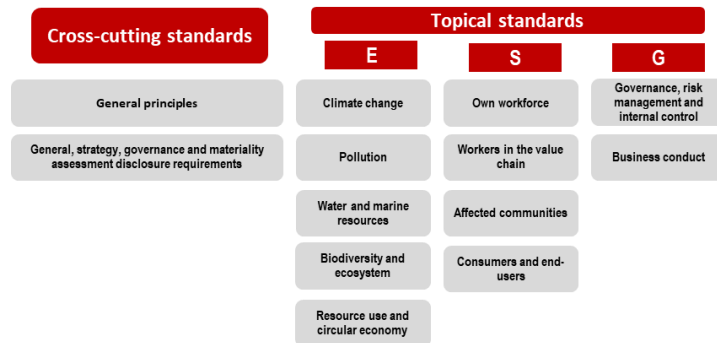 Cross-cutting standards
Topical standards
E
S
G
General principles
General, strategy, governance and materiality
assessment disclosure requirements
Climate change
Pollution
Water and marine
resources
Biodiversity and
ecosystem
Resource use and
circular economy
Own workforce
Workers in the value
chain
Affected communities
Consumers and end-
users
Governance, risk
management and
internal control
Business conduct